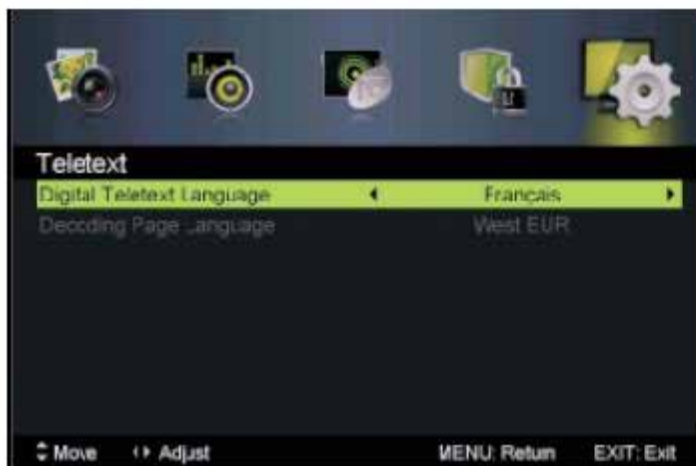 Teletext
Digital Teletext Language Français
Decoding Page Language West EUR
Move Adjust MENU: Return EXIT: Exit